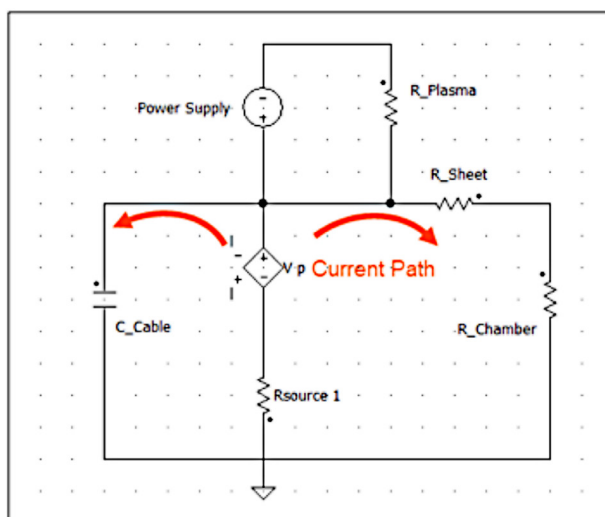 R_Plasma
Power Supply
R_Sheet
V p
Current Path
C_Cable
R_Chamber
Rsource 1